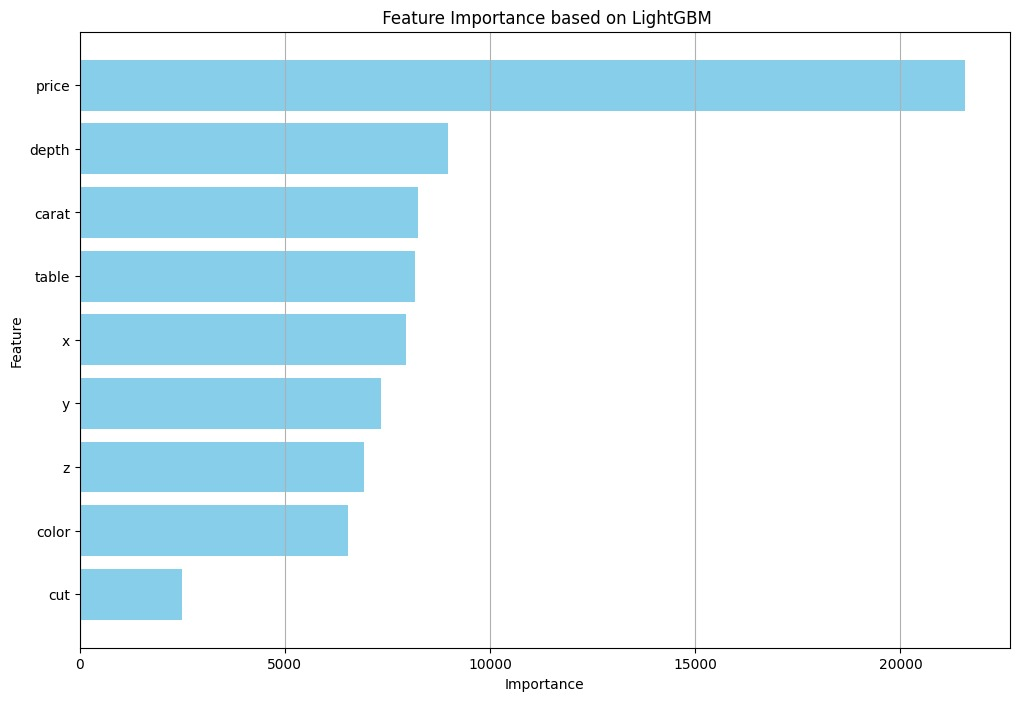 Feature Importance based on LightGBM
price
depth
carat
table
x
y
z
color
cut
Feature
0 5000 10000 15000 20000
Importance